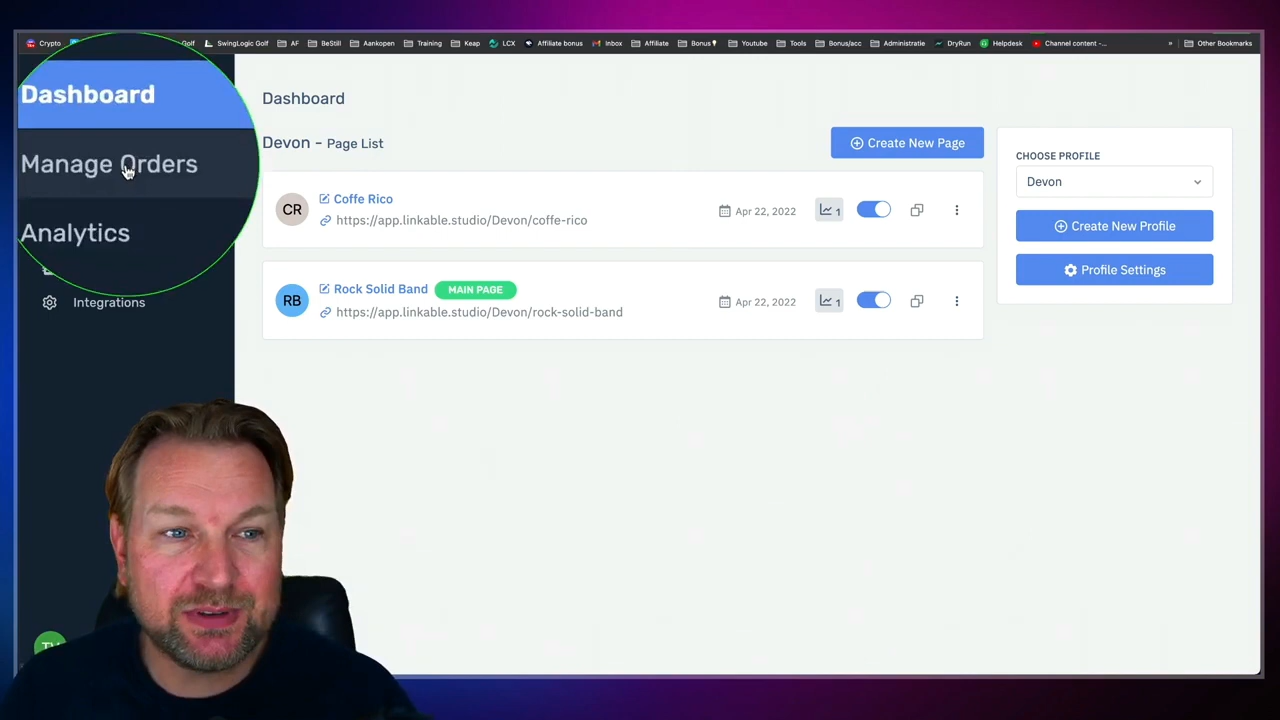 Crypto
Golf
SwingLogic Golf
AF
BeStill
Aankopen
Training
Keap
LCX
Affiliate bonus
Inbox
Affiliate
Bonus
Youtube
Tools
Bonus/acc
Administratie
DryRun
Helpdesk
Channel content -...
»
Other Bookmarks
Dashboard
Manage Orders
Analytics
Integrations
Dashboard
Devon - Page List
Create New Page
CR
Coffe Rico
https://app.linkable.studio/Devon/coffe-rico
Apr 22, 2022
1
RB
Rock Solid Band
MAIN PAGE
https://app.linkable.studio/Devon/rock-solid-band
Apr 22, 2022
1
CHOOSE PROFILE
Devon
Create New Profile
Profile Settings